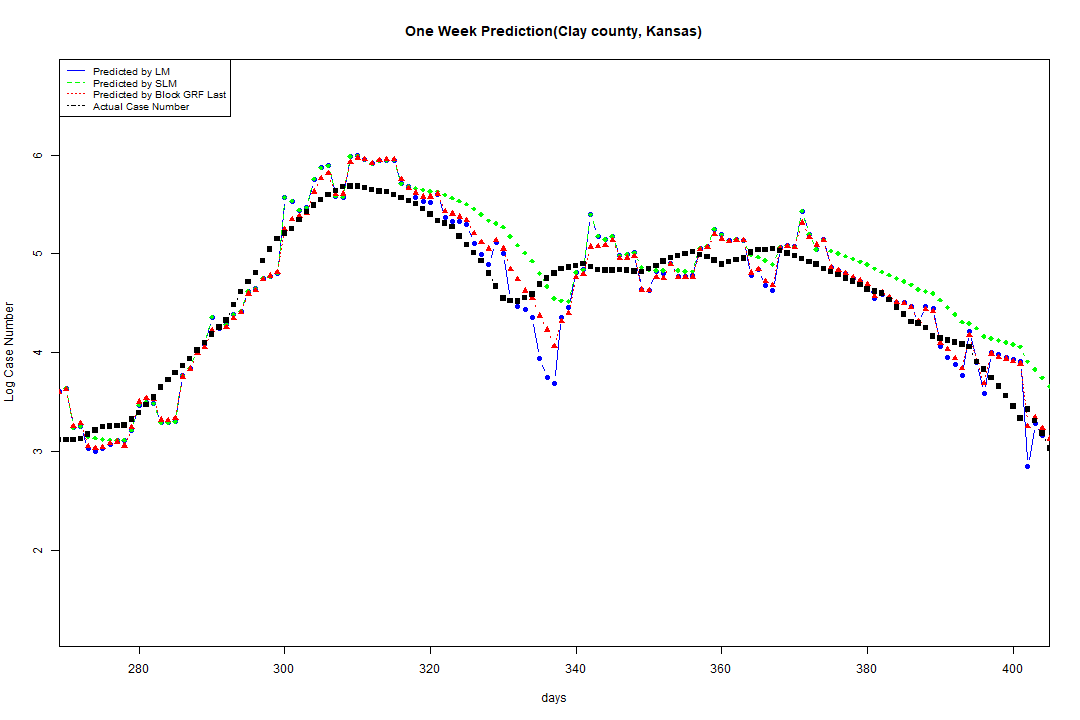 One Week Prediction(Clay county, Kansas)
Predicted by LM
Predicted by SLM
Predicted by Block GRF Last
Actual Case Number
Log Case Number
6
5
4
3
2
280 300 320 340 360 380 400
days